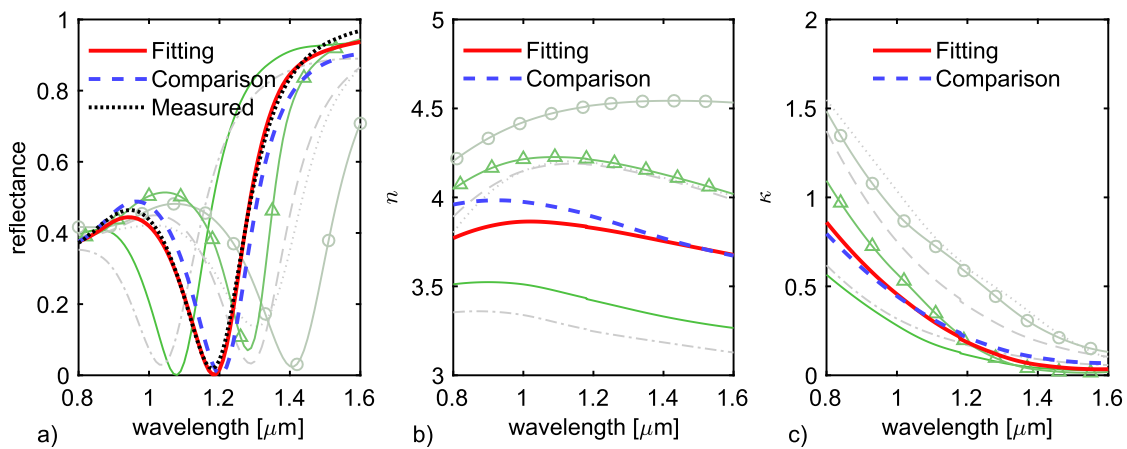 1
0.8
0.6
0.4
0.2
0
reflectance
Fitting
Comparison
Measured
0.8 1 1.2 1.4 1.6
wavelength [μm]
a)
5
4.5
4
3.5
3
n
Fitting
Comparison
0.8 1 1.2 1.4 1.6
wavelength [μm]
b)
2
1.5
1
0.5
0
κ
Fitting
Comparison
0.8 1 1.2 1.4 1.6
wavelength [μm]
c)